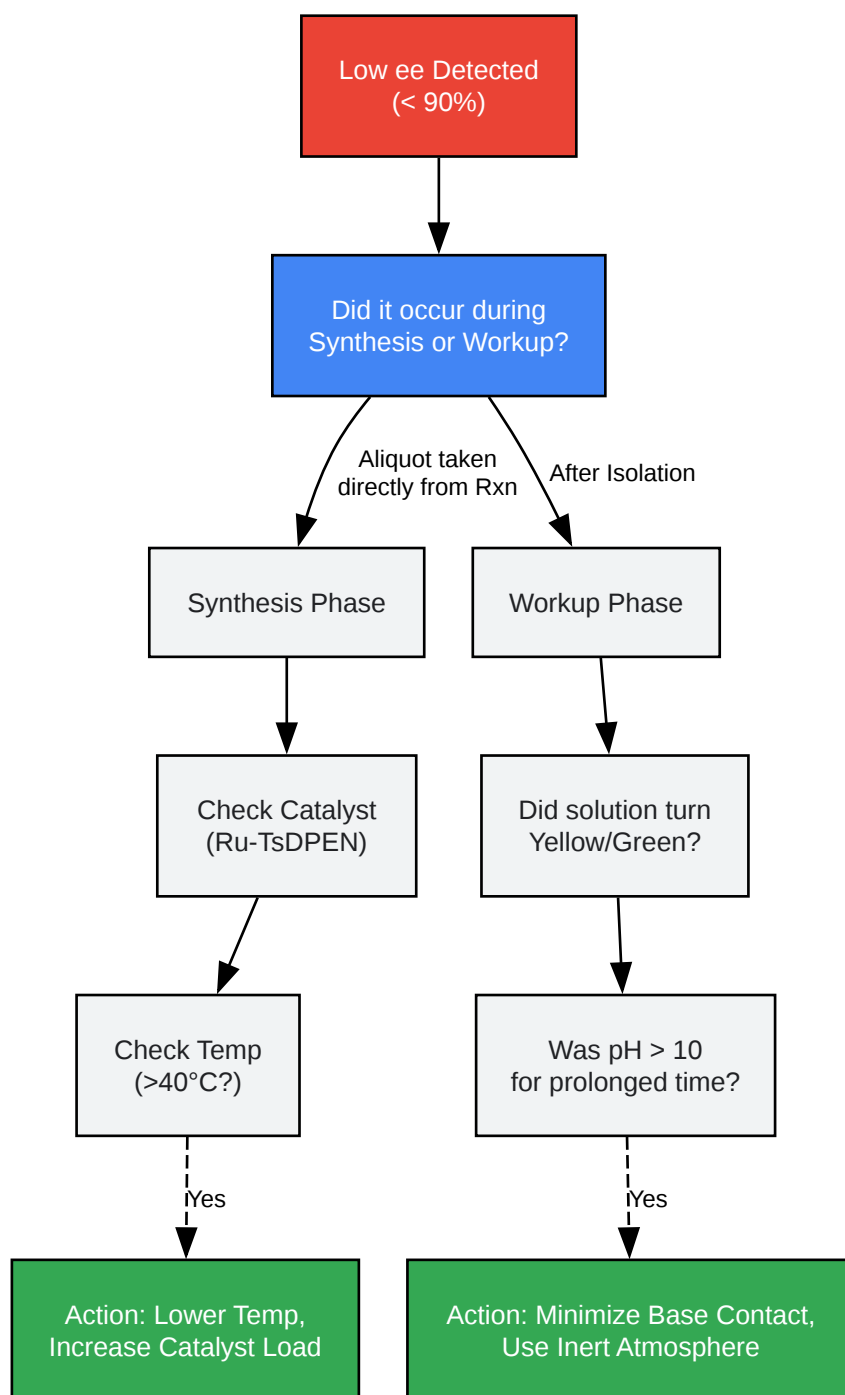 Low ee Detected
(< 90%)
Did it occur during
Synthesis or Workup?
Aliquot taken
directly from Rxn
After Isolation
Synthesis Phase
Workup Phase
Check Catalyst
(Ru-TsDPEN)
Did solution turn
Yellow/Green?
Check Temp
(>40°C?)
Was pH > 10
for prolonged time?
Yes
Yes
Action: Lower Temp,
Increase Catalyst Load
Action: Minimize Base Contact,
Use Inert Atmosphere